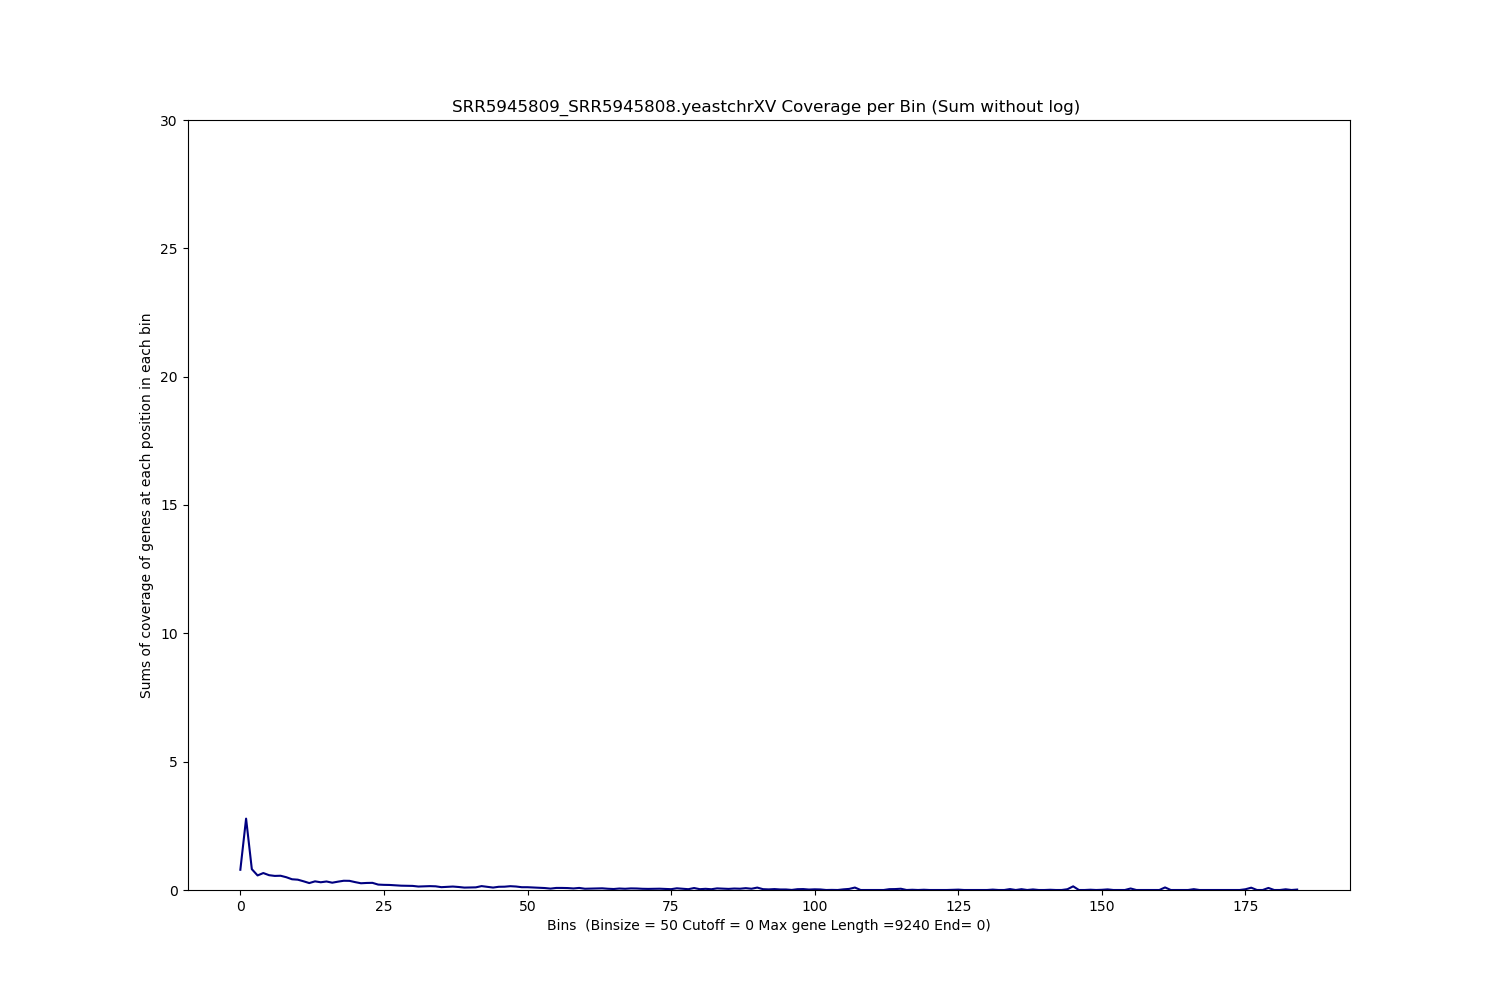 SRR5945809_SRR5945808.yeastchrXV Coverage per Bin (Sum without log)
30
25
20
15
10
5
0
Sums of coverage of genes at each position in each bin
0 25 50 75 100 125 150 175
Bins  (Binsize = 50 Cutoff = 0 Max gene Length =9240 End= 0)